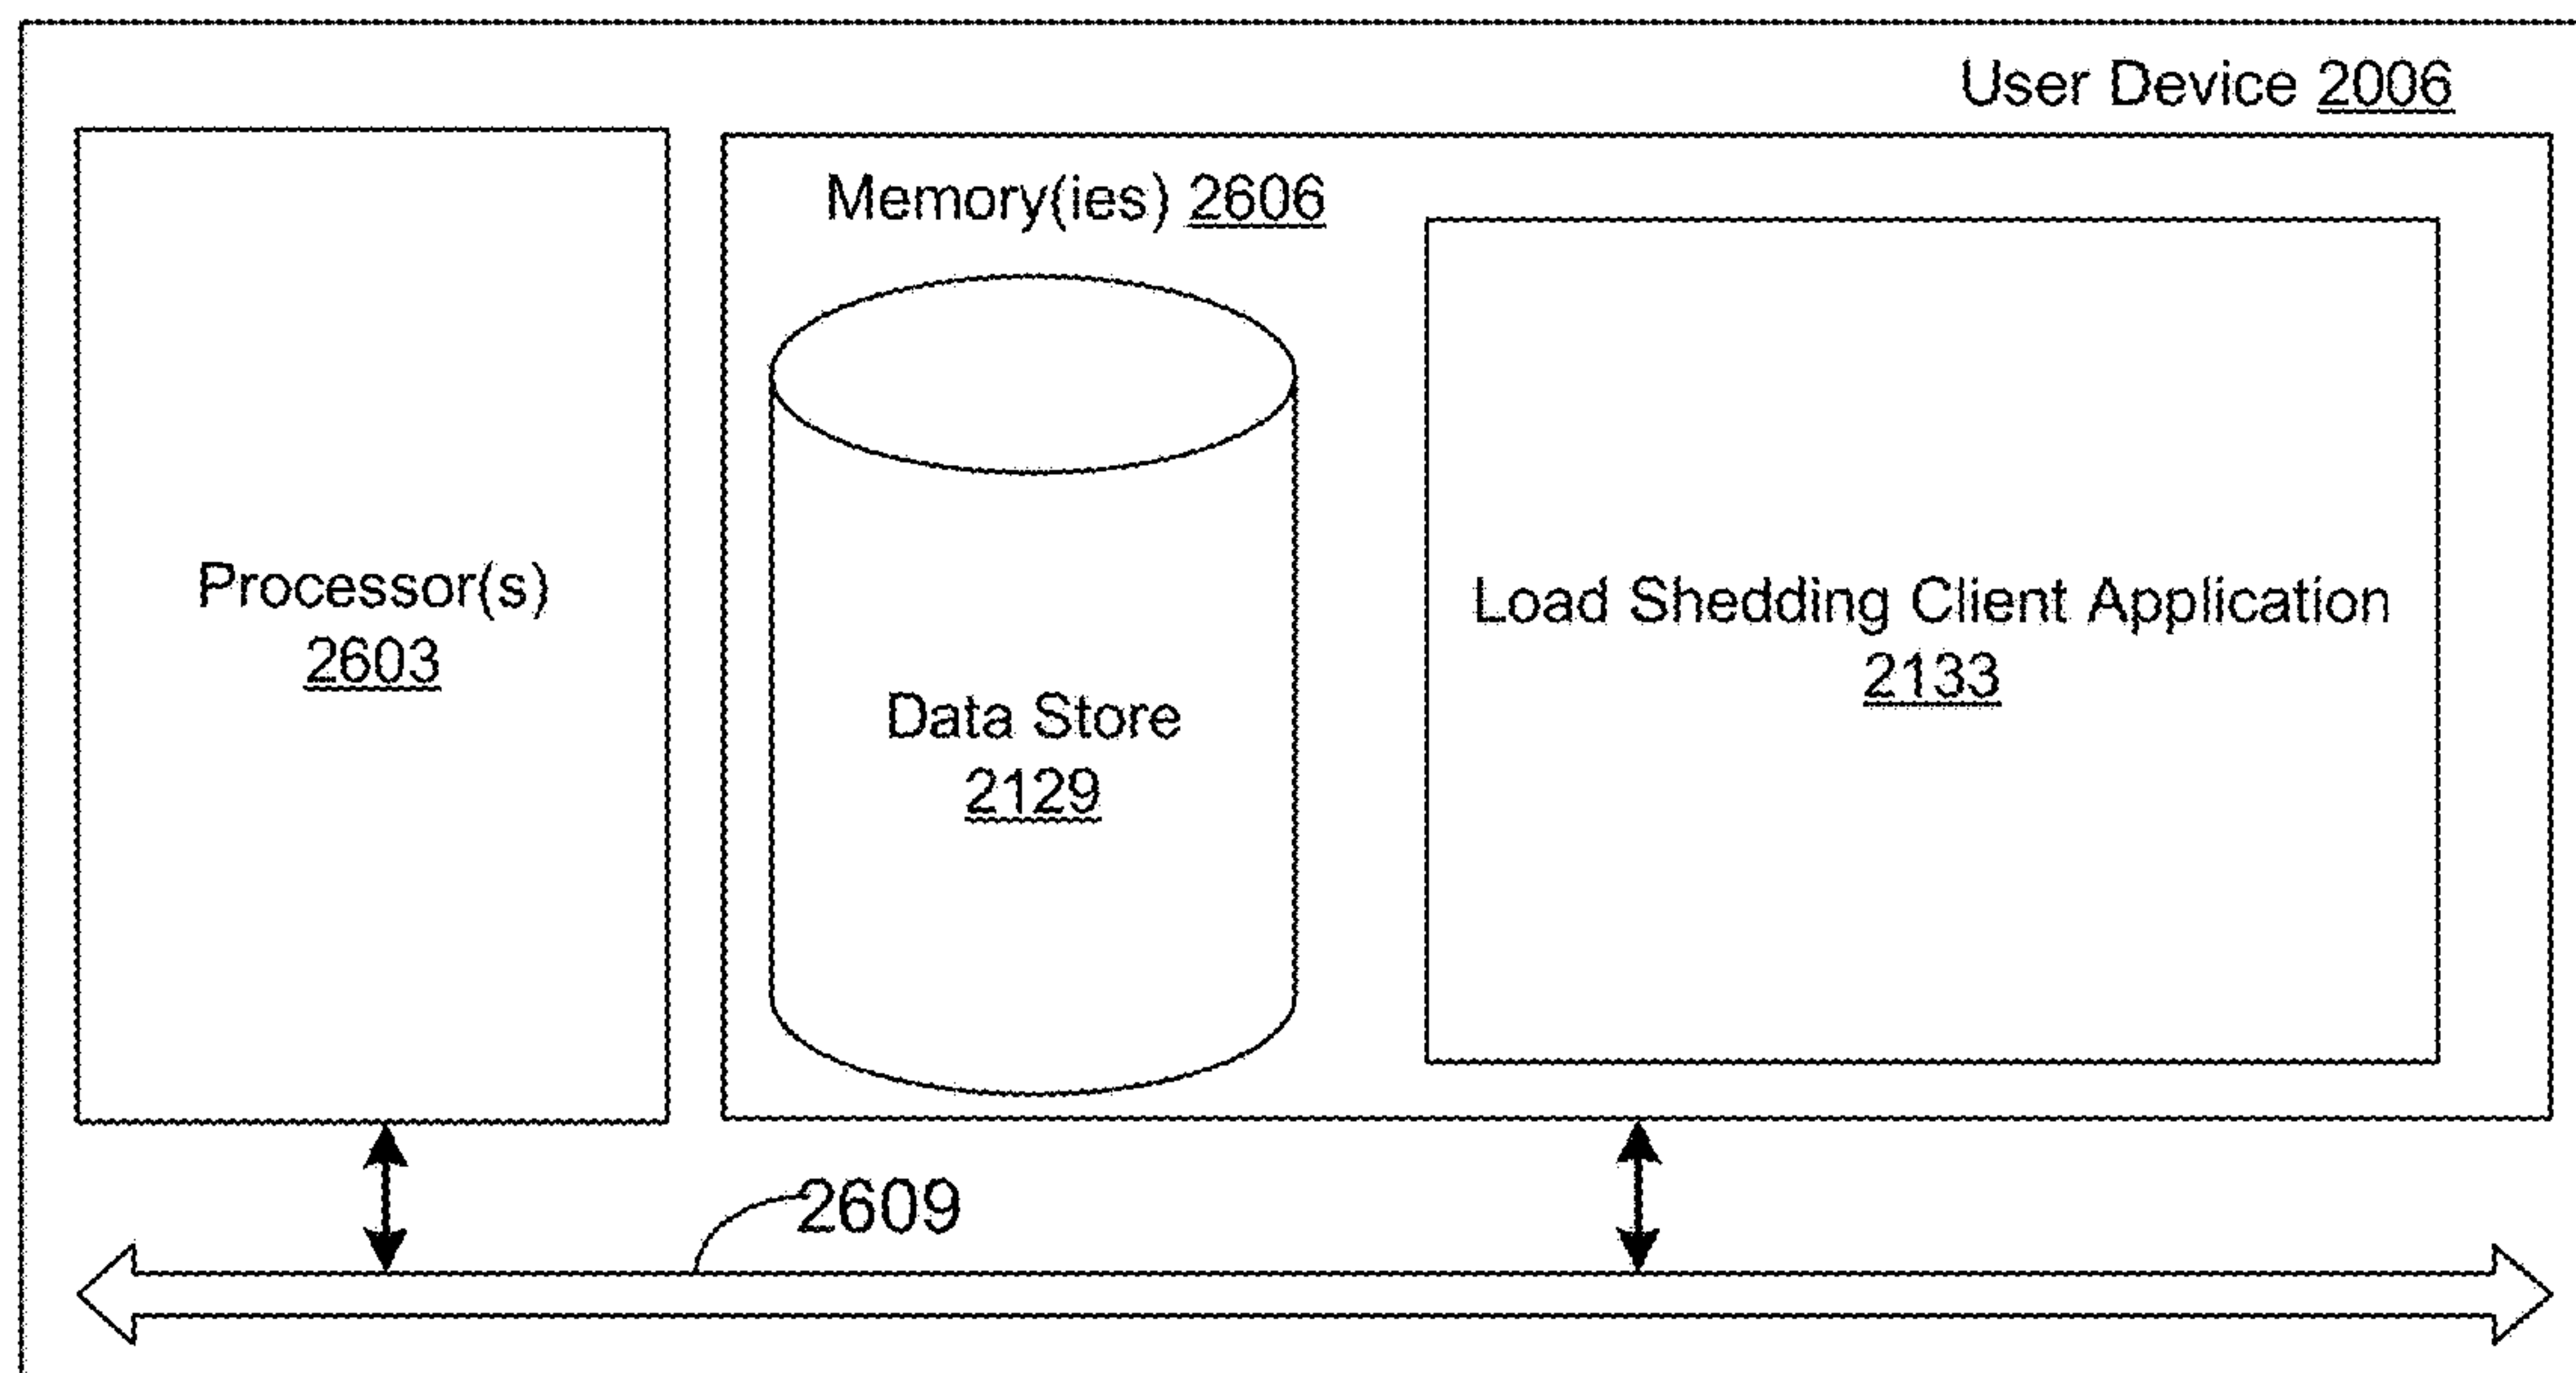 User Device 2006
Memory(ies) 2606
Processor(s)
2603
Data Store
2129
Load Shedding Client Application
2133
2609